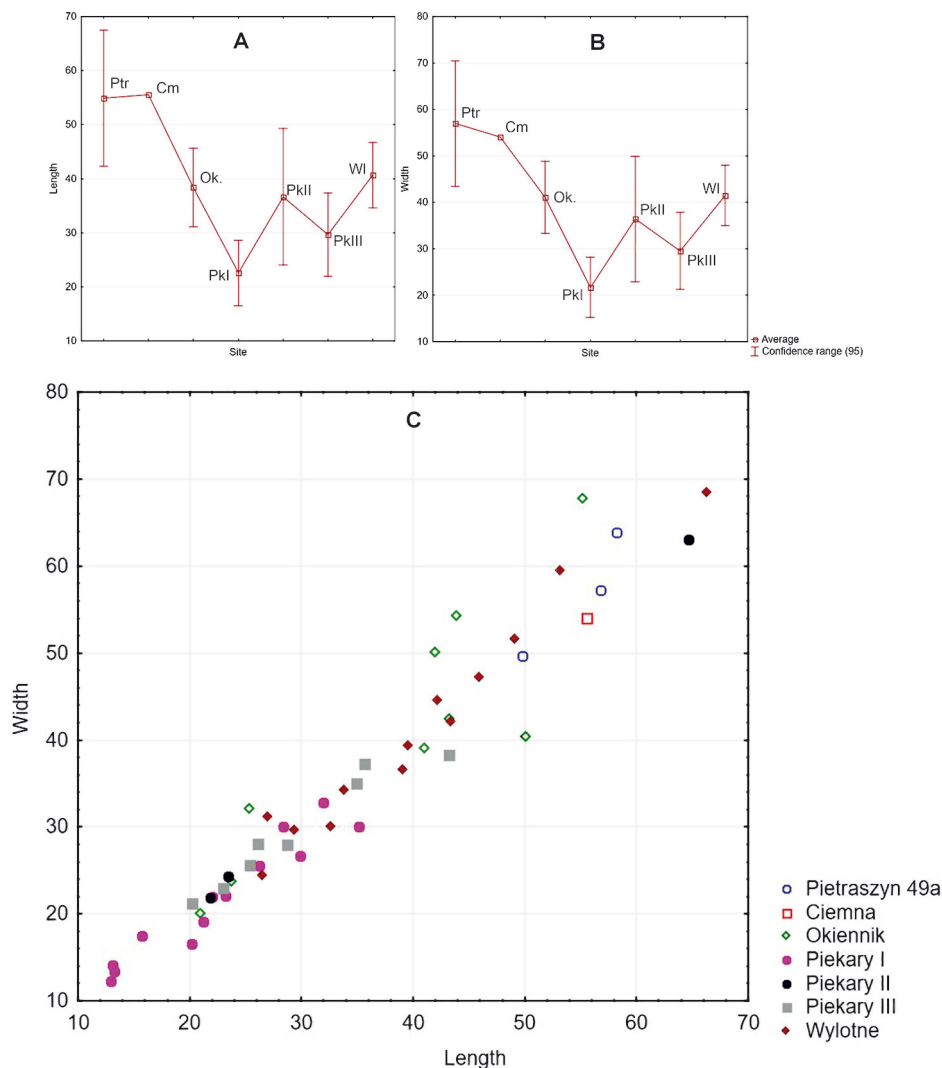 A
70
60
50
40
30
20
10
Length
Ptr
Cm
Ok.
PkI
PkII
PkIII
WI
Site
B
80
70
60
50
40
30
20
10
Width
Ptr
Cm
Ok.
PkI
PkII
PkIII
WI
Site
Average
Confidence range (95)
C
80
70
60
50
40
30
20
10
Width
10 20 30 40 50 60 70
Length
Pietraszyn 49a
Ciemna
Okiennik
Piekary I
Piekary II
Piekary III
Wylotne